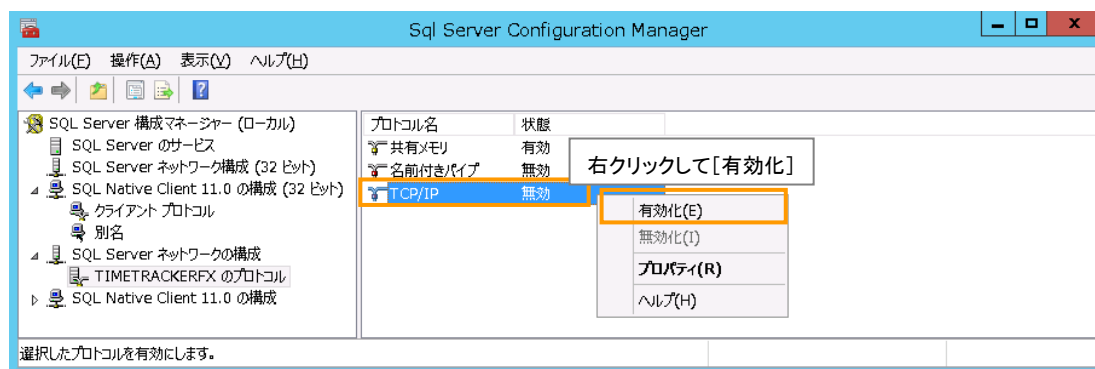 Sql Server Configuration Manager
ファイル(F) 操作(A) 表示(V) ヘルプ(H)
SQL Server 構成マネージャー (ローカル)
SQL Server のサービス
SQL Server ネットワーク構成 (32 ビット)
SQL Native Client 11.0 の構成 (32 ビット)
クライアント プロトコル
別名
SQL Server ネットワークの構成
TIMETRACKERFX のプロトコル
SQL Native Client 11.0 の構成
プロトコル名 状態
共有メモリ 有効
名前付きパイプ 無効
TCP/IP 無効
右クリックして[有効化]
有効化(E)
無効化(I)
プロパティ(R)
ヘルプ(H)
選択したプロトコルを有効にします。